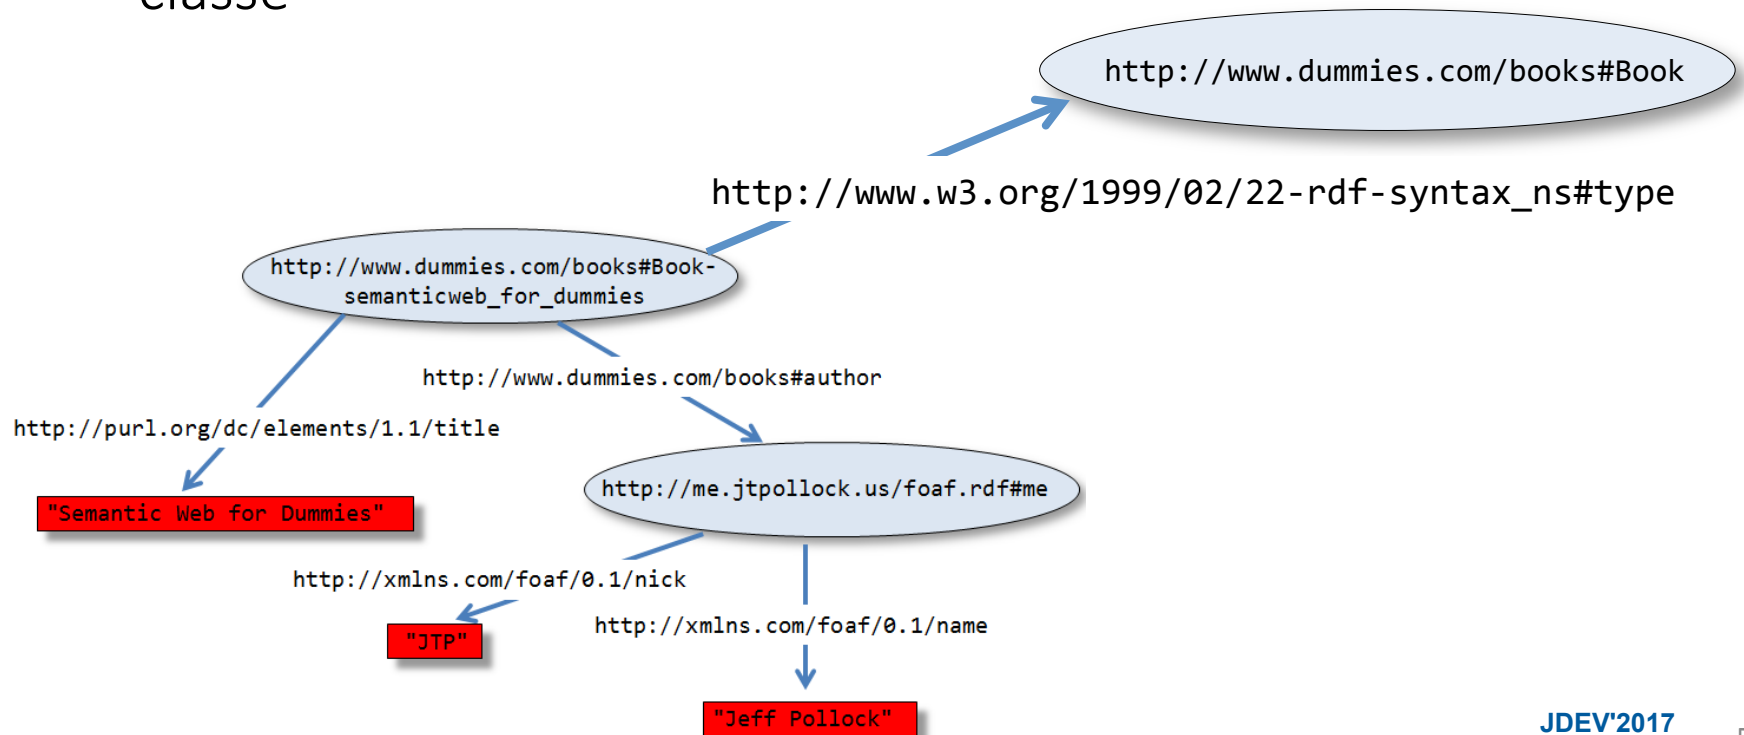 classe
http://www.dummies.com/books#Book
http://www.w3.org/1999/02/22-rdf-syntax_ns#type
http://www.dummies.com/books#Book-
semanticweb_for_dummies
http://www.dummies.com/books#author
http://purl.org/dc/elements/1.1/title
http://me.jtpollock.us/foaf.rdf#me
"Semantic Web for Dummies"
http://xmlns.com/foaf/0.1/nick
http://xmlns.com/foaf/0.1/name
"JTP"
"Jeff Pollock"
JDEV'2017